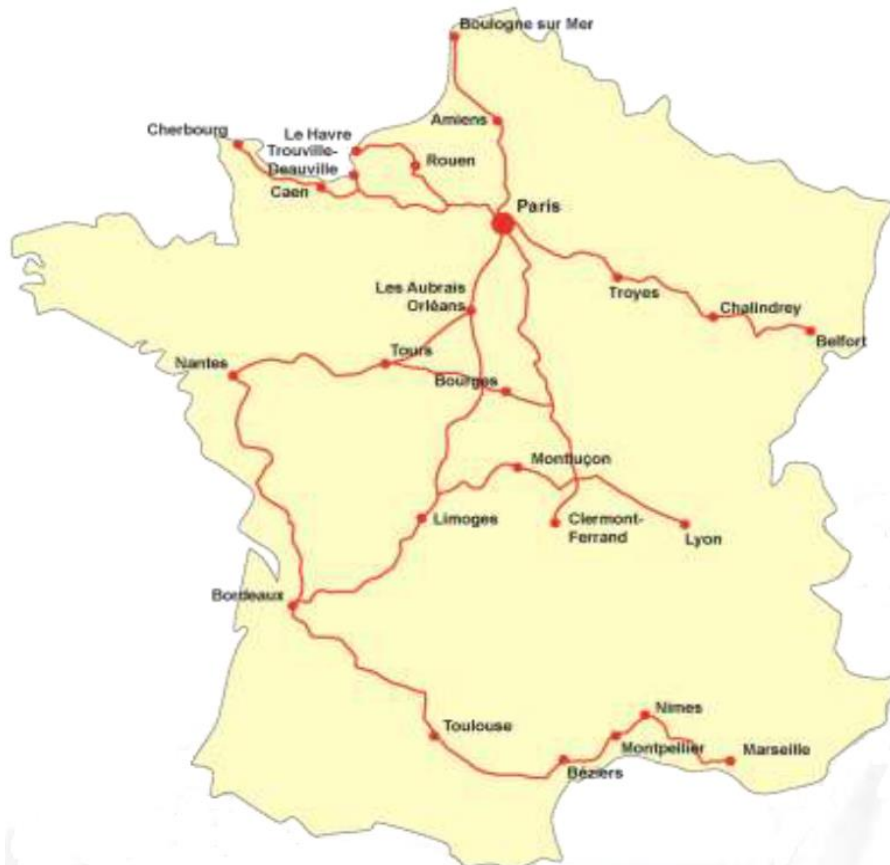 Boulogne sur Mer
Amiens
Cherbourg
Le Havre
Trouville-
Deauville
Rouen
Caen
Paris
Les Aubrais
Orléans
Troyes
Chalindrey
Belfort
Nantes
Tours
Bourges
Montluçon
Limoges
Clermont-
Ferrand
Lyon
Bordeaux
Toulouse
Nimes
Montpellier
Marseille
Béziers